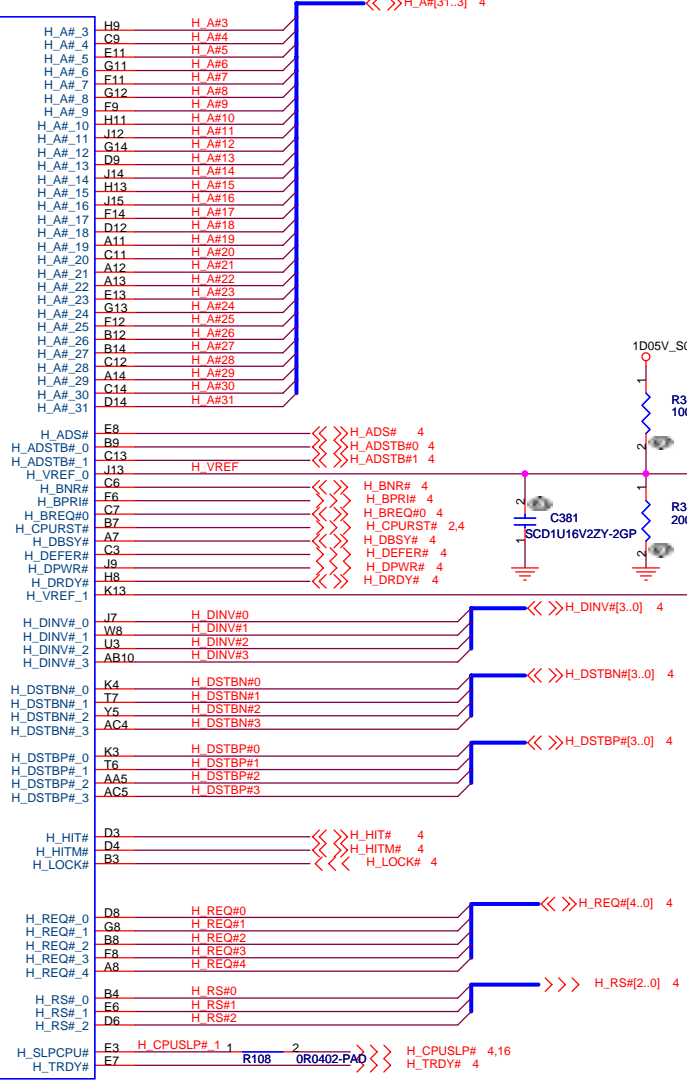 H_A#[31..3] 4
H_A#_3 H9 H_A#3
H_A#_4 C9 H_A#4
H_A#_5 E11 H_A#5
H_A#_6 G11 H_A#6
H_A#_7 F11 H_A#7
H_A#_8 G12 H_A#8
H_A#_9 F9 H_A#9
H_A#_10 H11 H_A#10
H_A#_11 J12 H_A#11
H_A#_12 G14 H_A#12
H_A#_13 D9 H_A#13
H_A#_14 J14 H_A#14
H_A#_15 H13 H_A#15
H_A#_16 J15 H_A#16
H_A#_17 F14 H_A#17
H_A#_18 D12 H_A#18
H_A#_19 A11 H_A#19
H_A#_20 C11 H_A#20
H_A#_21 A12 H_A#21
H_A#_22 A13 H_A#22
H_A#_23 E13 H_A#23
H_A#_24 G13 H_A#24
H_A#_25 F12 H_A#25
H_A#_26 B12 H_A#26
H_A#_27 B14 H_A#27
H_A#_28 C12 H_A#28
H_A#_29 A14 H_A#29
H_A#_30 C14 H_A#30
H_A#_31 D14 H_A#31
1D05V_S0
1
R3
100
2
H_ADS# E8 H_ADS# 4
H_ADSTB#_0 B9 H_ADSTB#0 4
H_ADSTB#_1 C13 H_ADSTB#1 4
H_VREF_0 J13 H_VREF
H_BNR# C6 H_BNR# 4
H_BPRI# F6 H_BPRI# 4
H_BREQ#0 C7 H_BREQ#0 4
H_CPURST# B7 H_CPURST# 2,4
H_DBSY# A7 H_DBSY# 4
H_DEFER# C3 H_DEFER# 4
H_DPWR# J9 H_DPWR# 4
H_DRDY# H8 H_DRDY# 4
H_VREF_1 K13
2
C381
SCD1U16V2ZY-2GP
1
1
R3
200
2
H_DINV#_0 J7 H_DINV#0
H_DINV#_1 W8 H_DINV#1
H_DINV#_2 U3 H_DINV#2
H_DINV#_3 AB10 H_DINV#3
H_DINV#[3..0] 4
H_DSTBN#_0 K4 H_DSTBN#0
H_DSTBN#_1 T7 H_DSTBN#1
H_DSTBN#_2 Y5 H_DSTBN#2
H_DSTBN#_3 AC4 H_DSTBN#3
H_DSTBN#[3..0] 4
H_DSTBP#_0 K3 H_DSTBP#0
H_DSTBP#_1 T6 H_DSTBP#1
H_DSTBP#_2 AA5 H_DSTBP#2
H_DSTBP#_3 AC5 H_DSTBP#3
H_DSTBP#[3..0] 4
H_HIT# D3 H_HIT# 4
H_HITM# D4 H_HITM# 4
H_LOCK# B3 H_LOCK# 4
H_REQ#_0 D8 H_REQ#0
H_REQ#_1 G8 H_REQ#1
H_REQ#_2 B8 H_REQ#2
H_REQ#_3 F8 H_REQ#3
H_REQ#_4 A8 H_REQ#4
H_REQ#[4..0] 4
H_RS#_0 B4 H_RS#0
H_RS#_1 E6 H_RS#1
H_RS#_2 D6 H_RS#2
H_RS#[2..0] 4
H_SLPCPU# E3 H_CPUSLP#_1 1 R108 2 0R0402-PAD H_CPUSLP# 4,16
H_TRDY# E7 H_TRDY# 4